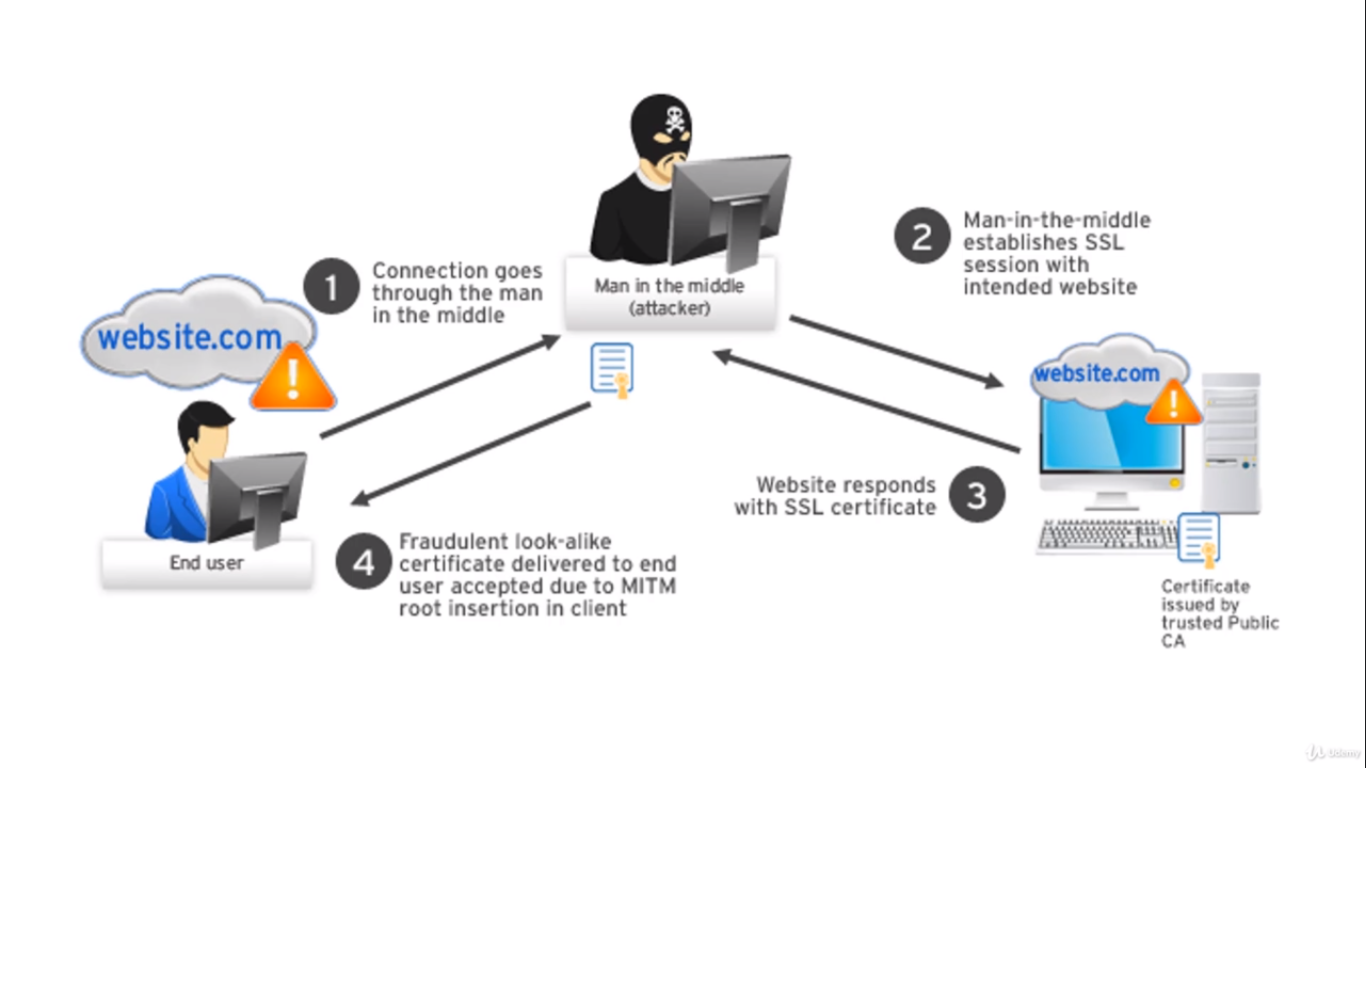 1
Connection goes
through the man
in the middle
Man in the middle
(attacker)
2
Man-in-the-middle
establishes SSL
session with
intended website
website.com
!
website.com
!
Website responds
with SSL certificate
3
End user
4
Fraudulent look-alike
certificate delivered to end
user accepted due to MITM
root insertion in client
Certificate
issued by
trusted Public
CA
Udemy